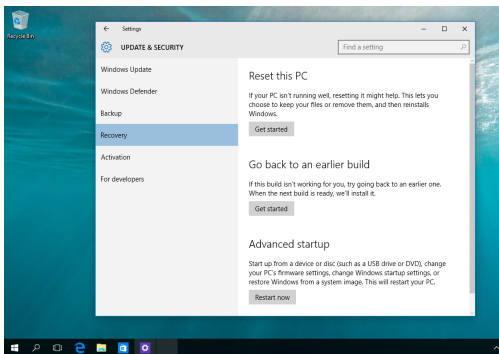 Recycle Bin
Settings
UPDATE & SECURITY
Find a setting
Windows Update
Windows Defender
Backup
Recovery
Activation
For developers
Reset this PC
If your PC isn't running well, resetting it might help. This lets you
choose to keep your files or remove them, and then reinstalls
Windows.
Get started
Go back to an earlier build
If this build isn't working for you, try going back to an earlier one.
When the next build is ready, we'll install it.
Get started
Advanced startup
Start up from a device or disc (such as a USB drive or DVD), change
your PC's firmware settings, change Windows startup settings, or
restore Windows from a system image. This will restart your PC.
Restart now